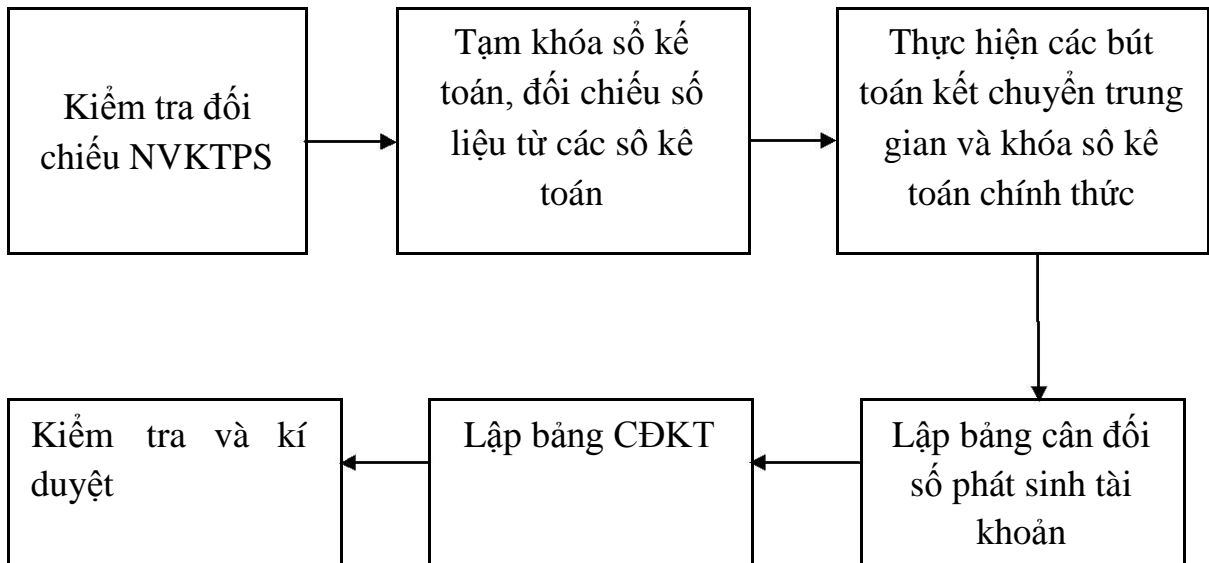 Kiểm tra đối
chiếu NVKTPS
Tạm khóa sổ kế
toán, đối chiếu số
liệu từ các sô kê
toán
Thực hiện các bút
toán kết chuyển trung
gian và khóa sô kê
toán chính thức
Kiểm tra và kí
duyệt
Lập bảng CĐKT
Lập bảng cân đối
số phát sinh tài
khoản